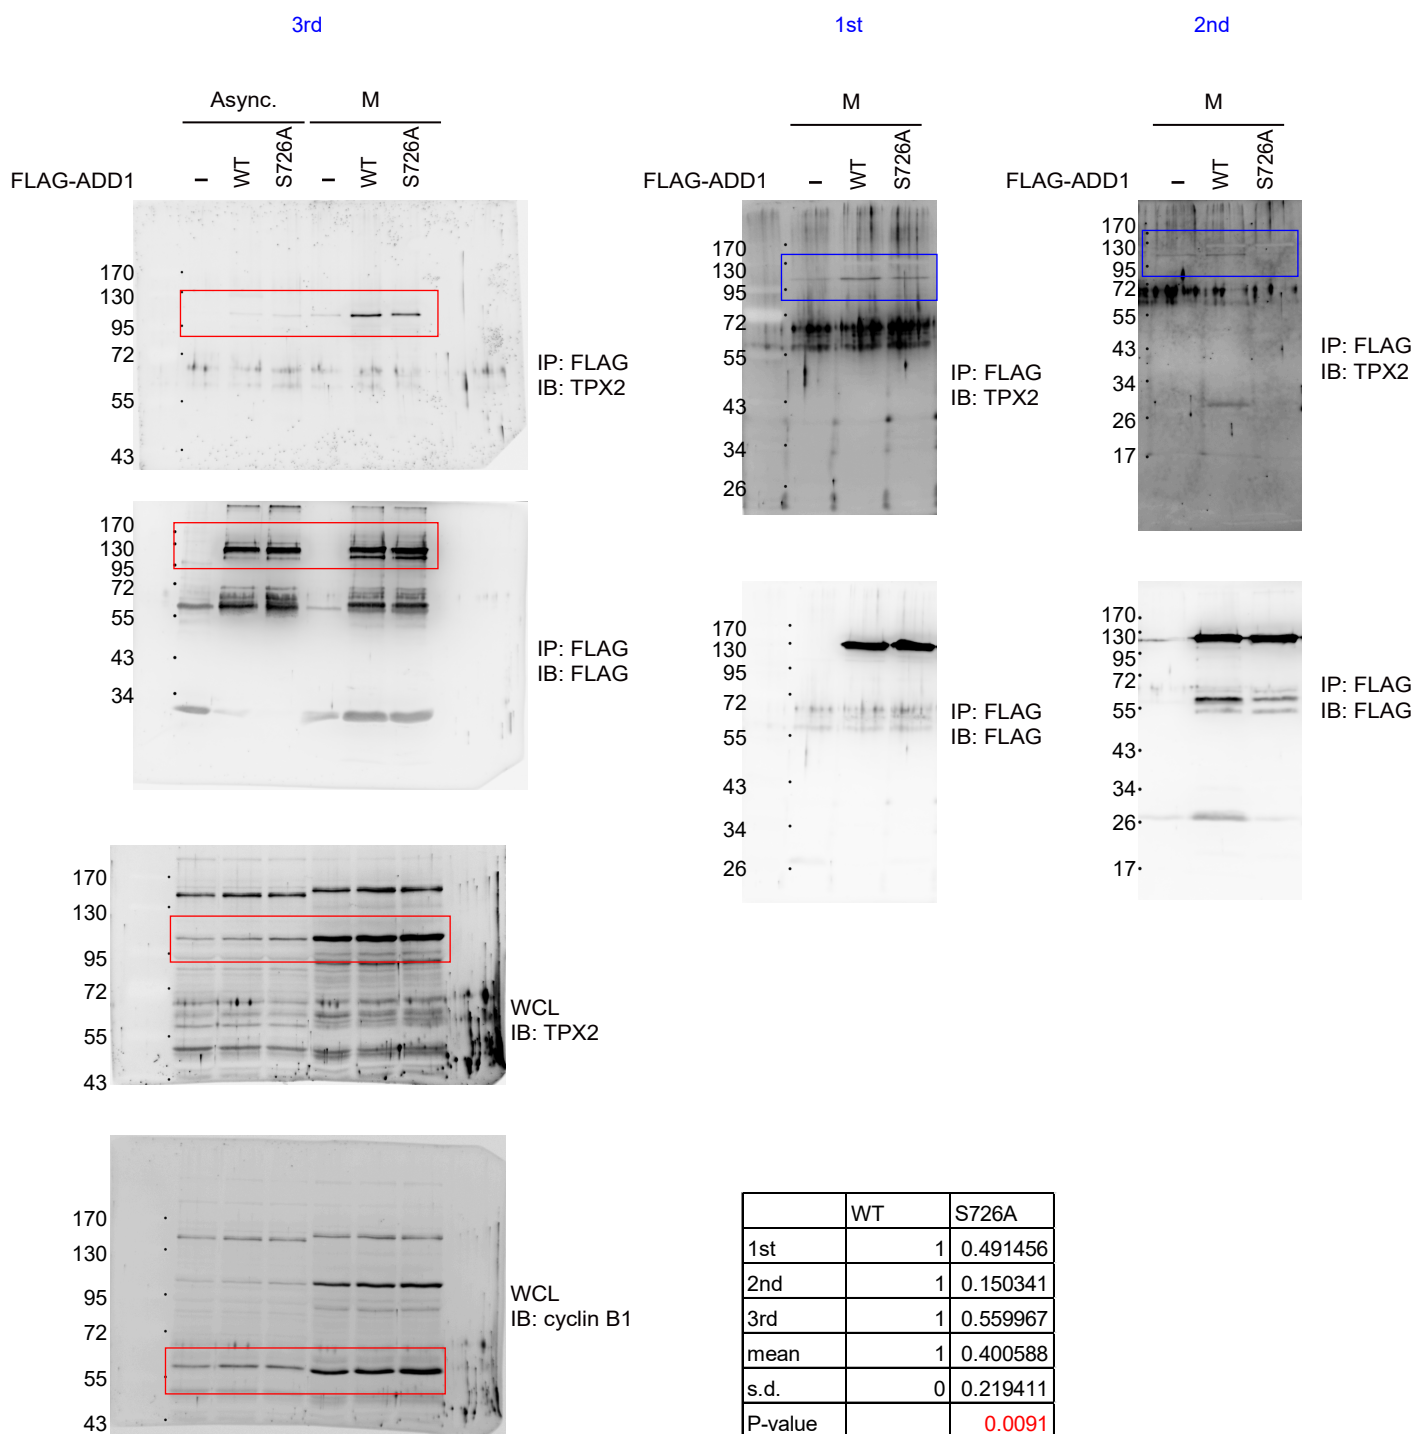 3rd
Async. M
FLAG-ADD1 – WT S726A – WT S726A
170
130
95
72
55
43
IP: FLAG
IB: TPX2
170
130
95
72
55
43
34
IP: FLAG
IB: FLAG
170
130
95
72
55
43
WCL
IB: TPX2
170
130
95
72
55
43
WCL
IB: cyclin B1
1st
M
FLAG-ADD1 – WT S726A
170
130
95
72
55
43
34
26
IP: FLAG
IB: TPX2
170
130
95
72
55
43
34
26
IP: FLAG
IB: FLAG
2nd
M
FLAG-ADD1 – WT S726A
170
130
95
72
55
43
34
26
17
IP: FLAG
IB: TPX2
170
130
95
72
55
43
34
26
17
IP: FLAG
IB: FLAG
WT S726A
1st 1 0.491456
2nd 1 0.150341
3rd 1 0.559967
mean 1 0.400588
s.d. 0 0.219411
P-value 0.0091